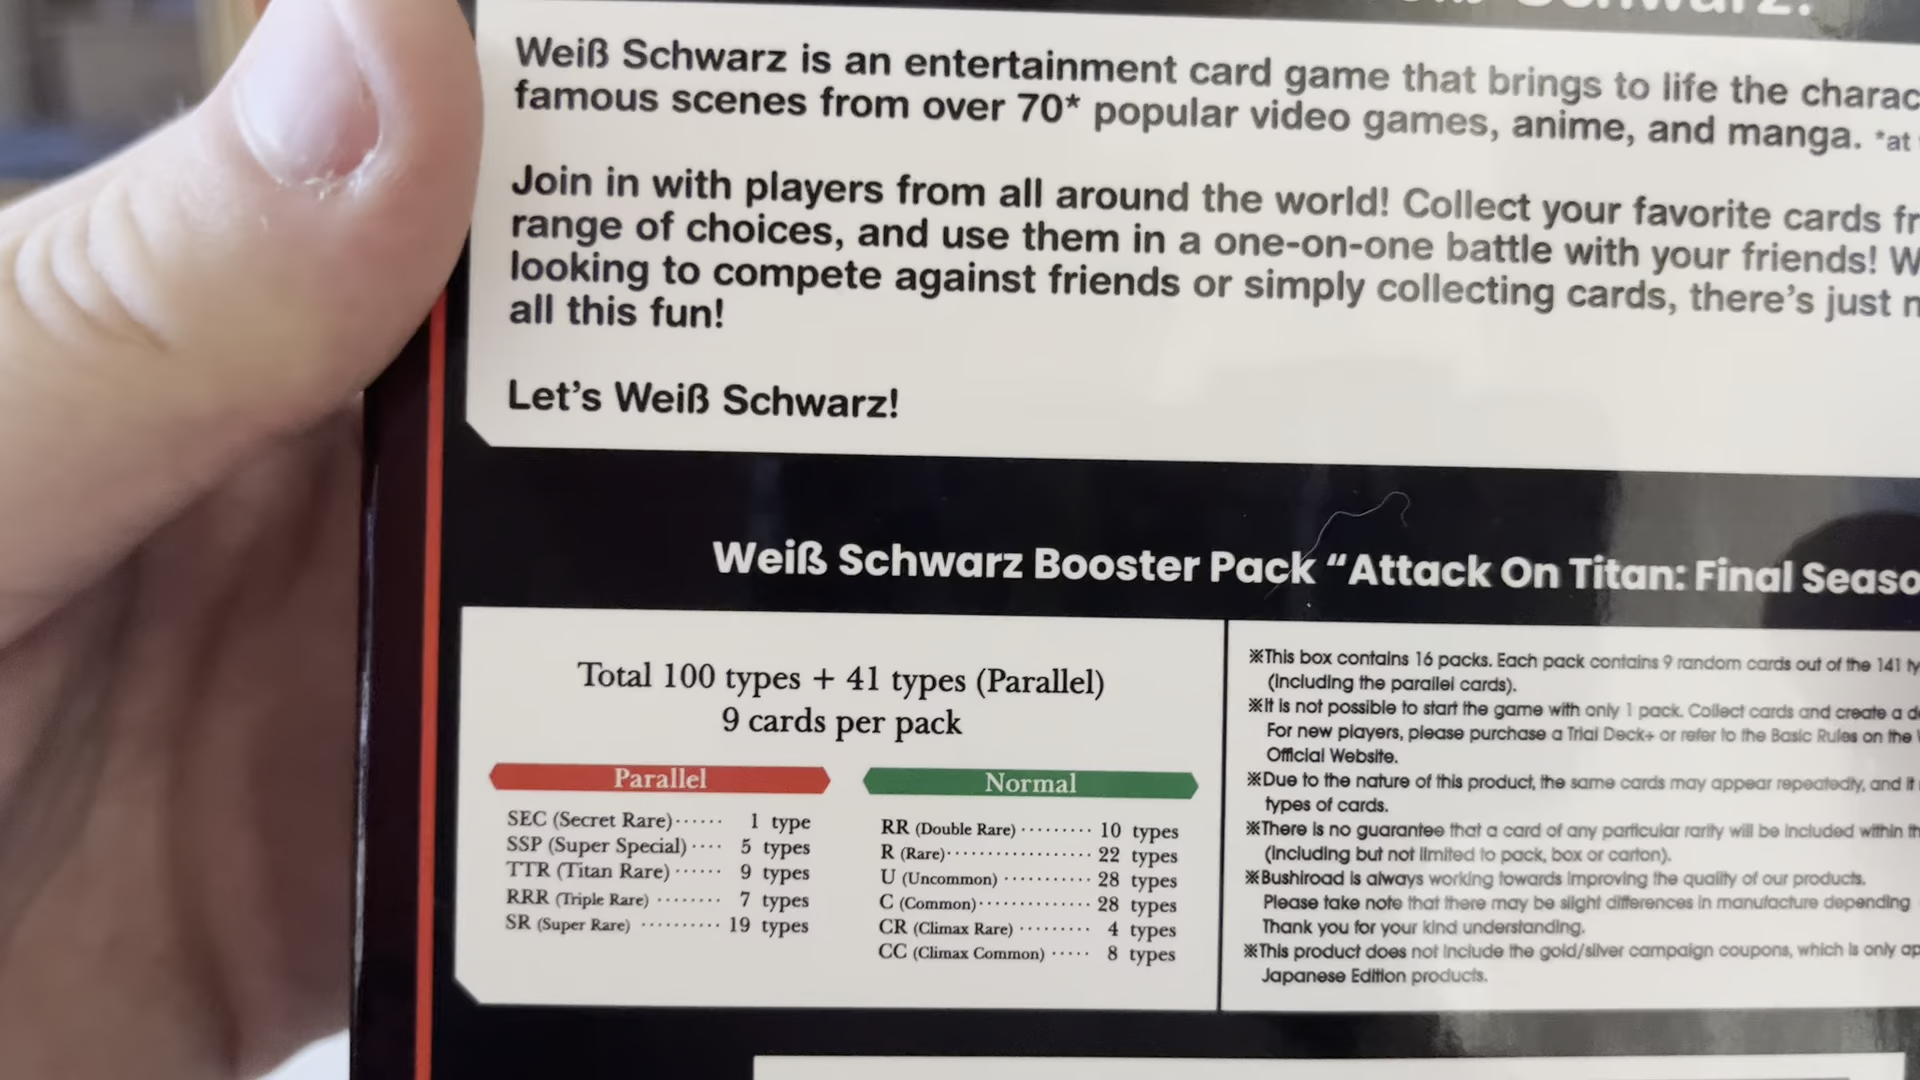 Schwarz!
Weiß Schwarz is an entertainment card game that brings to life the
famous scenes from over 70* popular video games, anime, and manga. *at
Join in with players from all around the world! Collect your favorite cards
range of choices, and use them in a one-on-one battle with your friends!
looking to compete against friends or simply collecting cards, there's just
all this fun!
Let's Weiß Schwarz!
Weiß Schwarz Booster Pack “Attack On Titan: Final
Total 100 types + 41 types (Parallel)
9 cards per pack
Parallel
SEC (Secret Rare)······ 1 type
SSP (Super Special)···· 5 types
TTR (Titan Rare)······ 9 types
RRR (Triple Rare)········ 7 types
SR (Super Rare)·········· 19 types
Normal
RR (Double Rare)········· 10 types
R (Rare)·················· 22 types
U (Uncommon)··········· 28 types
C (Common)·············· 28 types
CR (Climax Rare)········· 4 types
CC (Climax Common)····· 8 types
※This box contains 16 packs. Each pack contains 9 random cards out of the 141
(including the parallel cards).
※It is not possible to start the game with only 1 pack. Collect cards and create a
For new players, please purchase a Trial Deck+ or refer to the Basic Rules on the
Official Website.
※Due to the nature of this product, the same cards may appear repeatedly, and it
types of cards.
※There is no guarantee that a card of any particular rarity will be included within
(including but not limited to pack, box or carton).
※Bushiroad is always working towards improving the quality of our products.
Please take note that there may be slight differences in manufacture depending
Thank you for your kind understanding.
※This product does not include the gold/silver campaign coupons, which is only
Japanese Edition products.